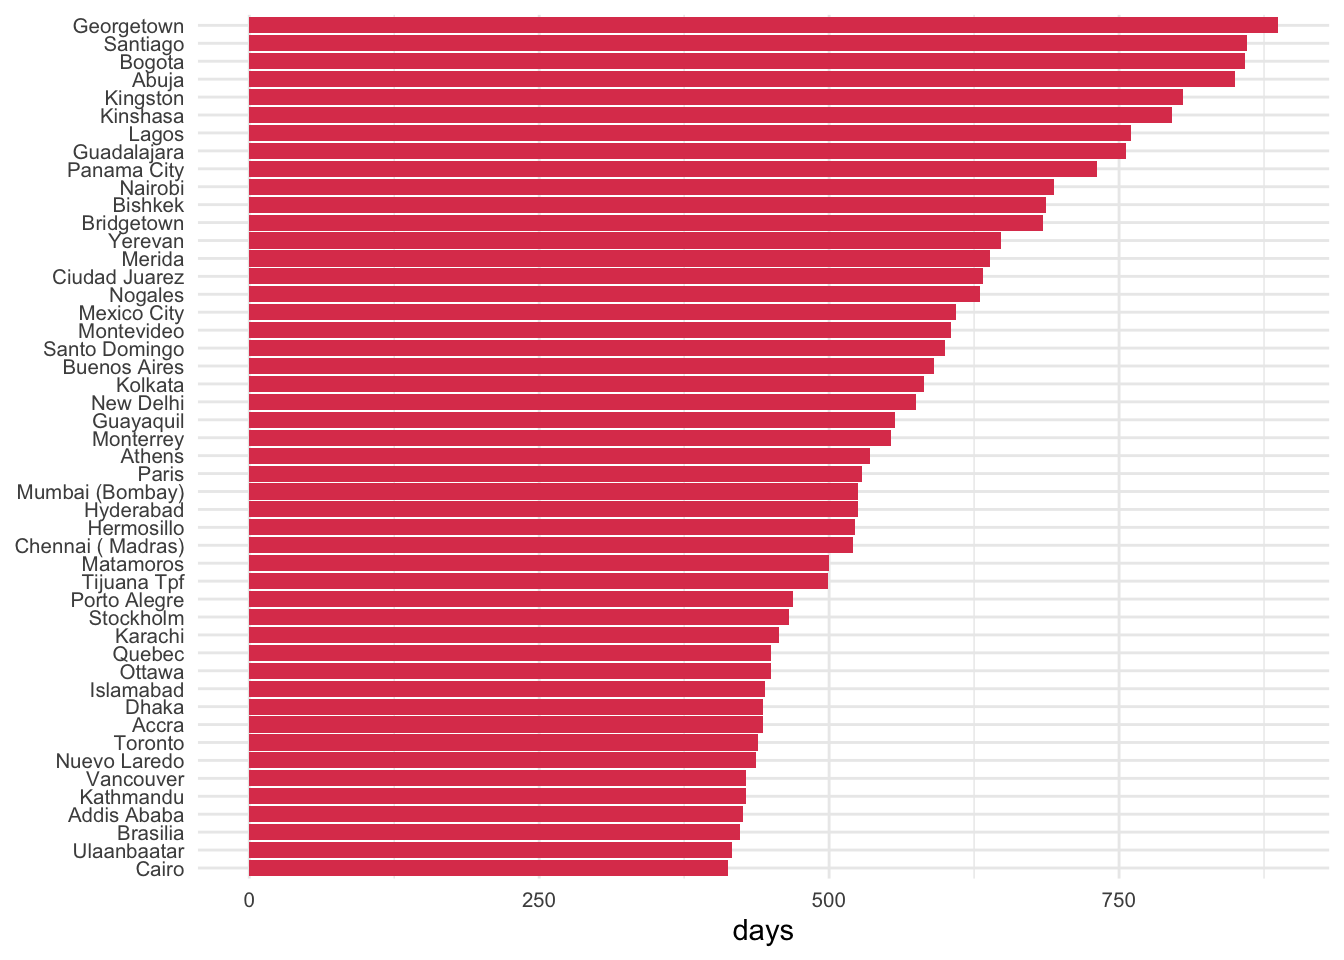 Georgetown
Santiago
Bogota
Abuja
Kingston
Kinshasa
Lagos
Guadalajara
Panama City
Nairobi
Bishkek
Bridgetown
Yerevan
Merida
Ciudad Juarez
Nogales
Mexico City
Montevideo
Santo Domingo
Buenos Aires
Kolkata
New Delhi
Guayaquil
Monterrey
Athens
Paris
Mumbai (Bombay)
Hyderabad
Hermosillo
Chennai ( Madras)
Matamoros
Tijuana Tpf
Porto Alegre
Stockholm
Karachi
Quebec
Ottawa
Islamabad
Dhaka
Accra
Toronto
Nuevo Laredo
Vancouver
Kathmandu
Addis Ababa
Brasilia
Ulaanbaatar
Cairo
0 250 500 750
days